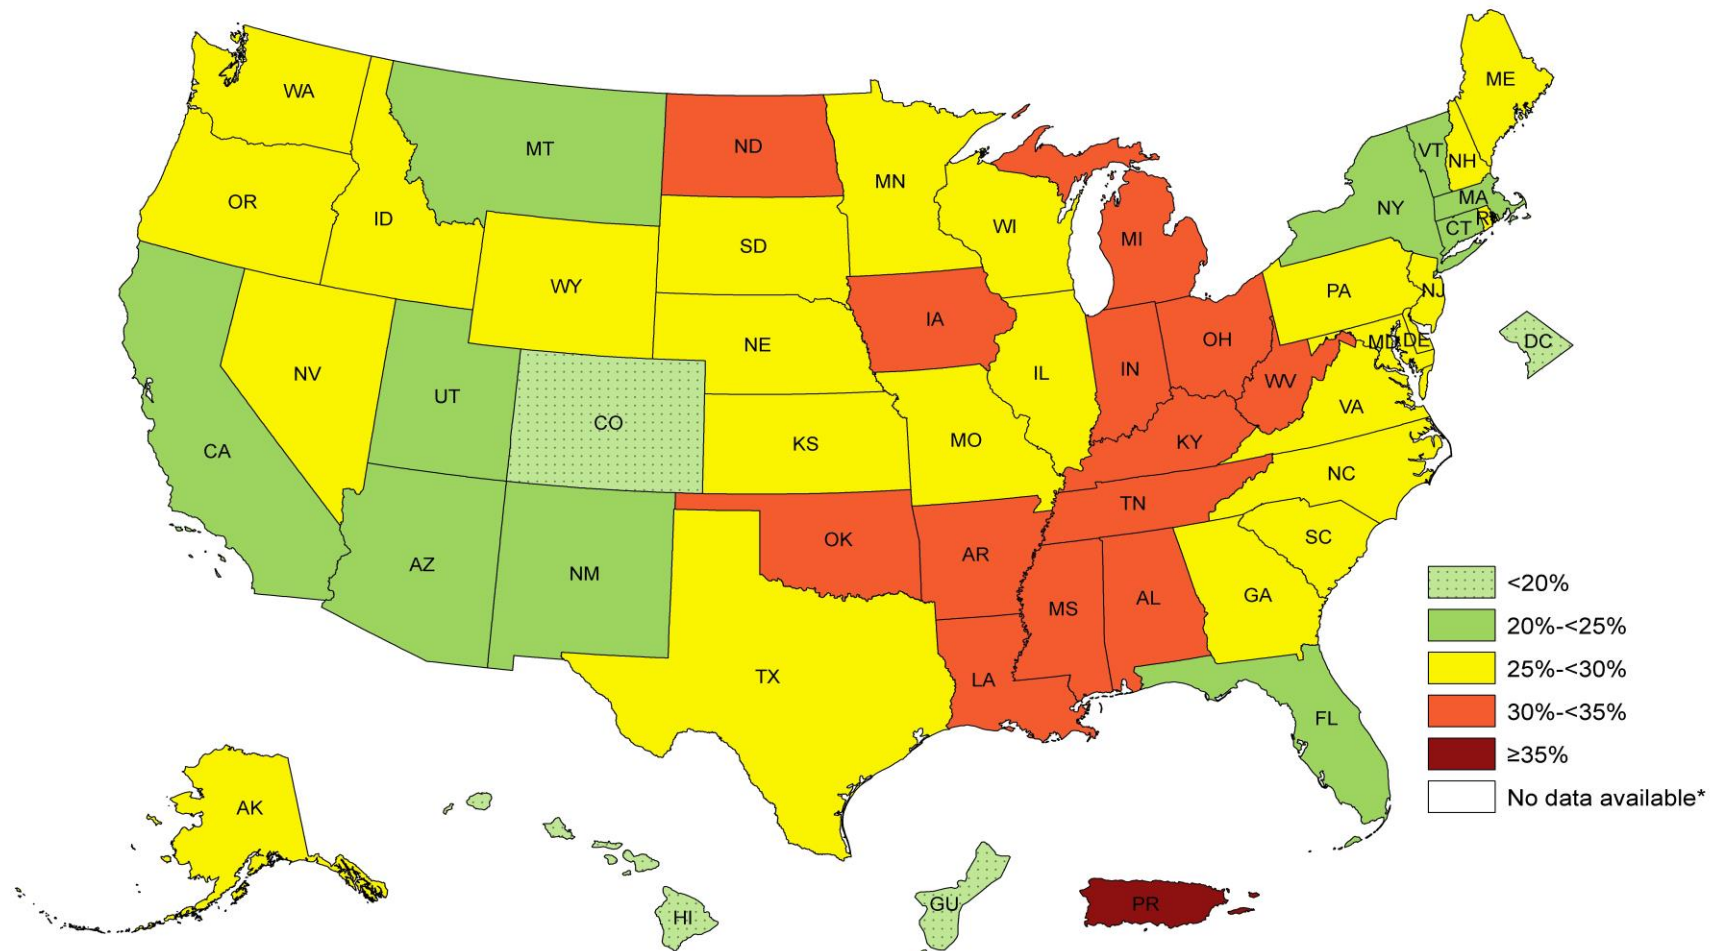 WA
MT
ND
MN
ME
VT
NH
OR
ID
SD
WI
MI
NY
MA
CT
RI
WY
IA
PA
NJ
NE
OH
MD
DE
DC
NV
UT
CO
IL
IN
WV
VA
CA
KS
MO
KY
NC
TN
OK
AR
SC
AZ
NM
MS
AL
GA
TX
LA
FL
AK
HI
GU
PR
<20%
20%-<25%
25%-<30%
30%-<35%
≥35%
No data available*